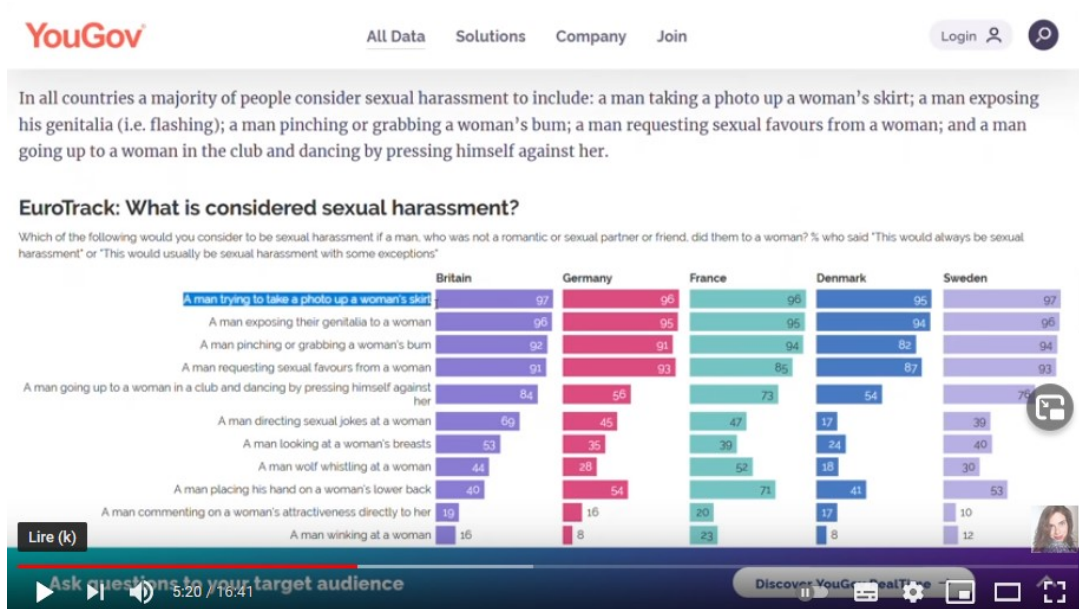 YouGov
All Data Solutions Company Join
Login
In all countries a majority of people consider sexual harassment to include: a man taking a photo up a woman's skirt; a man exposing
his genitalia (i.e. flashing); a man pinching or grabbing a woman's bum; a man requesting sexual favours from a woman; and a man
going up to a woman in the club and dancing by pressing himself against her.
EuroTrack: What is considered sexual harassment?
Which of the following would you consider to be sexual harassment if a man, who was not a romantic or sexual partner or friend, did them to a woman? % who said "This would always be sexual
harassment" or "This would usually be sexual harassment with some exceptions"
Britain Germany France Denmark Sweden
A man trying to take a photo up a woman's skirt 97 96 96 95 97
A man exposing their genitalia to a woman 96 95 95 94 96
A man pinching or grabbing a woman's bum 92 91 94 82 94
A man requesting sexual favours from a woman 91 93 85 87 93
A man going up to a woman in a club and dancing by pressing himself against
her 84 56 73 54 76
A man directing sexual jokes at a woman 69 45 47 17 39
A man looking at a woman's breasts 53 35 39 24 40
A man wolf whistling at a woman 44 28 52 18 30
A man placing his hand on a woman's lower back 40 54 71 41 53
A man commenting on a woman's attractiveness directly to her 19 16 20 17 10
A man winking at a woman 16 8 23 8 12
Lire (k)
Ask questions to your target audience
Discover YouGov RealTime
5:20 / 16:41